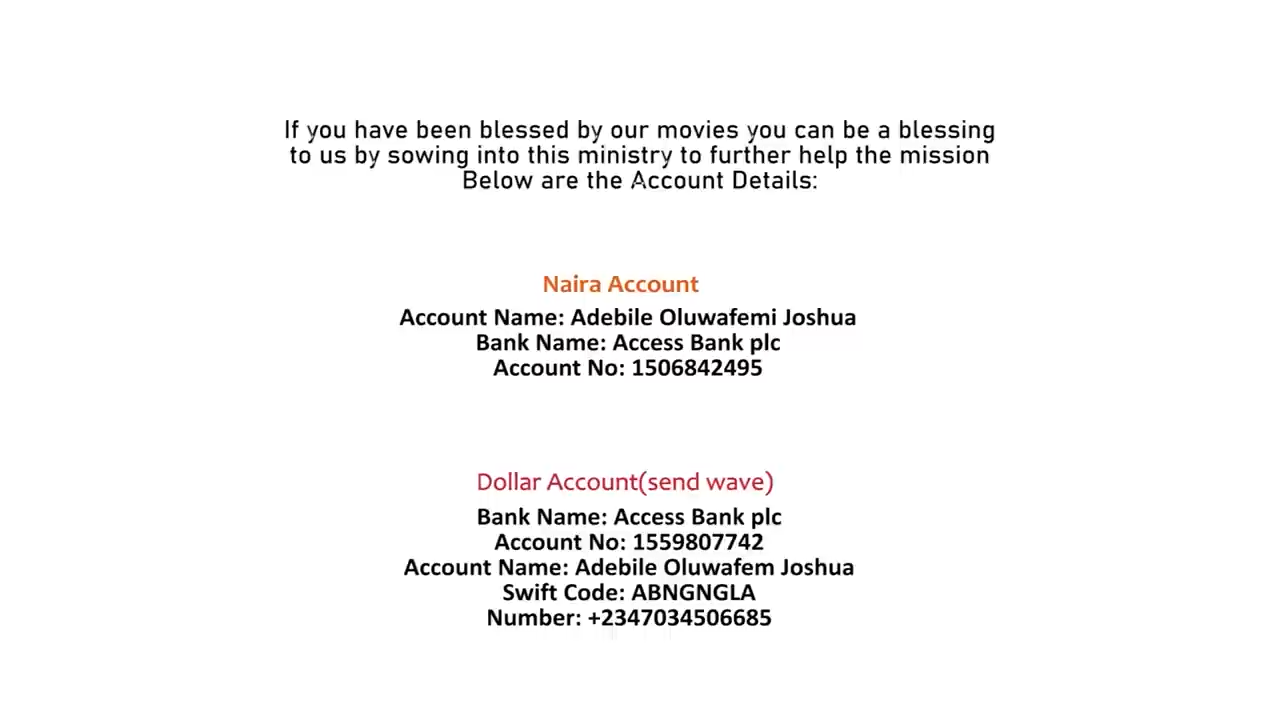 If you have been blessed by our movies you can be a blessing
to us by sowing into this ministry to further help the mission
Below are the Account Details:
Naira Account
Account Name: Adebile Oluwafemi Joshua
Bank Name: Access Bank plc
Account No: 1506842495
Dollar Account(send wave)
Bank Name: Access Bank plc
Account No: 1559807742
Account Name: Adebile Oluwafem Joshua
Swift Code: ABNGNGLA
Number: +2347034506685